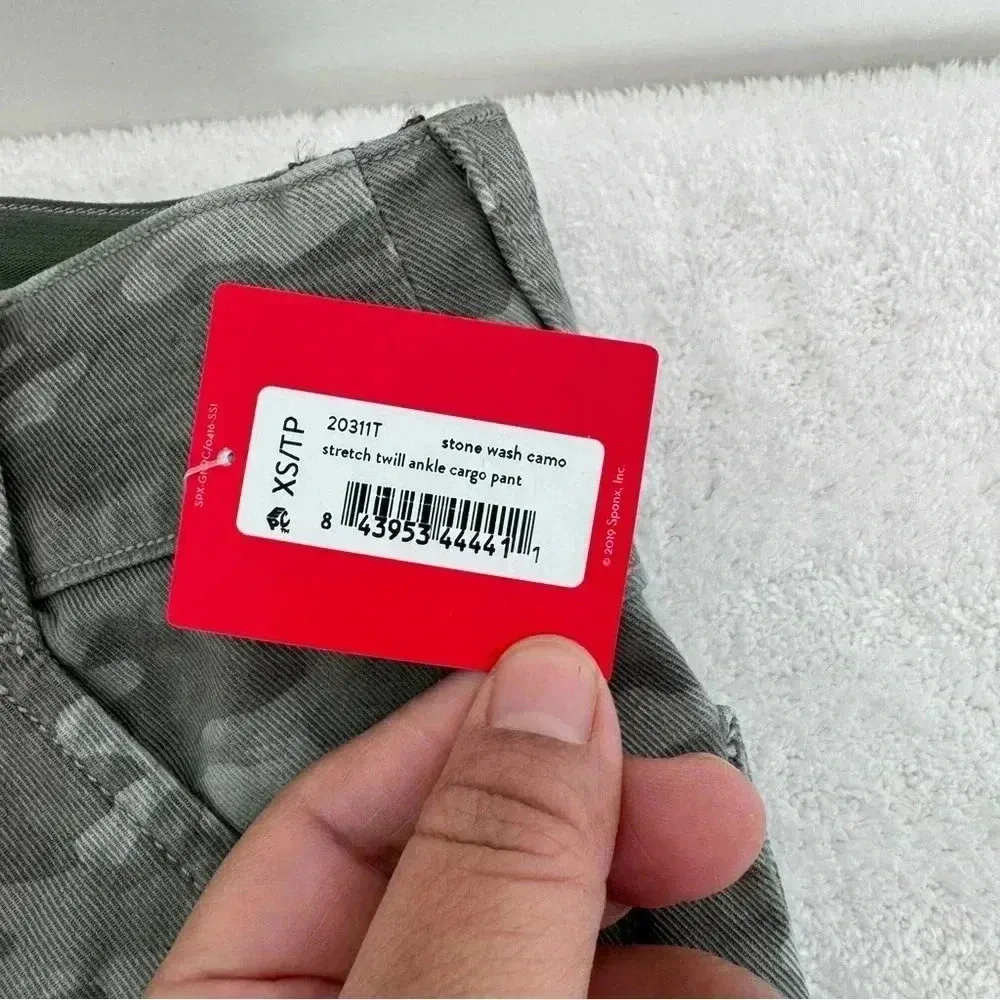 20311T
stone wash camo
stretch twill ankle cargo pant
XS/TP
8 43953 44441 1
© 2019 Spanx, Inc.